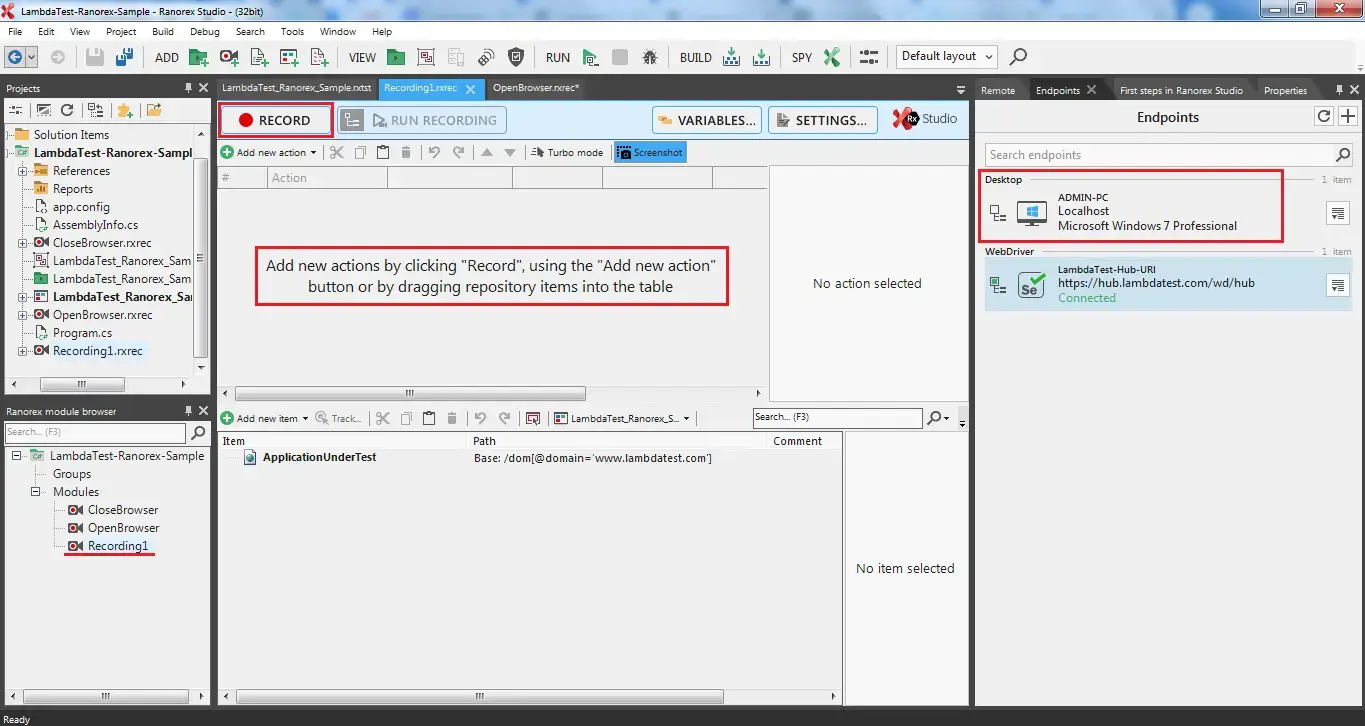 LambdaTest-Ranorex-Sample - Ranorex Studio - (32bit)
File Edit View Project Build Debug Search Tools Window Help
ADD VIEW RUN BUILD SPY Default layout
Projects
Solution Items
LambdaTest-Ranorex-Sampl
References
Reports
app.config
AssemblyInfo.cs
CloseBrowser.rxrec
LambdaTest_Ranorex_Sam
LambdaTest_Ranorex_Sam
LambdaTest_Ranorex_Sar
OpenBrowser.rxrec
Program.cs
Recording1.rxrec
Ranorex module browser
Search... (F3)
LambdaTest-Ranorex-Sample
Groups
Modules
CloseBrowser
OpenBrowser
Recording1
LambdaTest_Ranorex_Sample.rxtst Recording1.rxrec OpenBrowser.rxrec*
RECORD RUN RECORDING VARIABLES... SETTINGS... Rx Studio
Add new action Turbo mode Screenshot
# Action
Add new actions by clicking "Record", using the "Add new action"
button or by dragging repository items into the table
No action selected
Add new item Track... LambdaTest_Ranorex_S... Search... (F3)
Item Path Comment
ApplicationUnderTest Base: /dom[@domain='www.lambdatest.com']
No item selected
Remote Endpoints First steps in Ranorex Studio Properties
Endpoints
Search endpoints
Desktop 1 item
ADMIN-PC
Localhost
Microsoft Windows 7 Professional
WebDriver 1 item
LambdaTest-Hub-URI
https://hub.lambdatest.com/wd/hub
Se
Connected
Ready